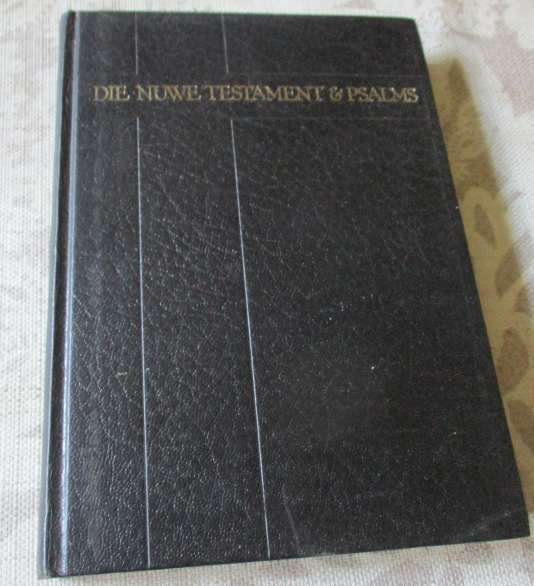 DIE NUWE TESTAMENT & PSALMS